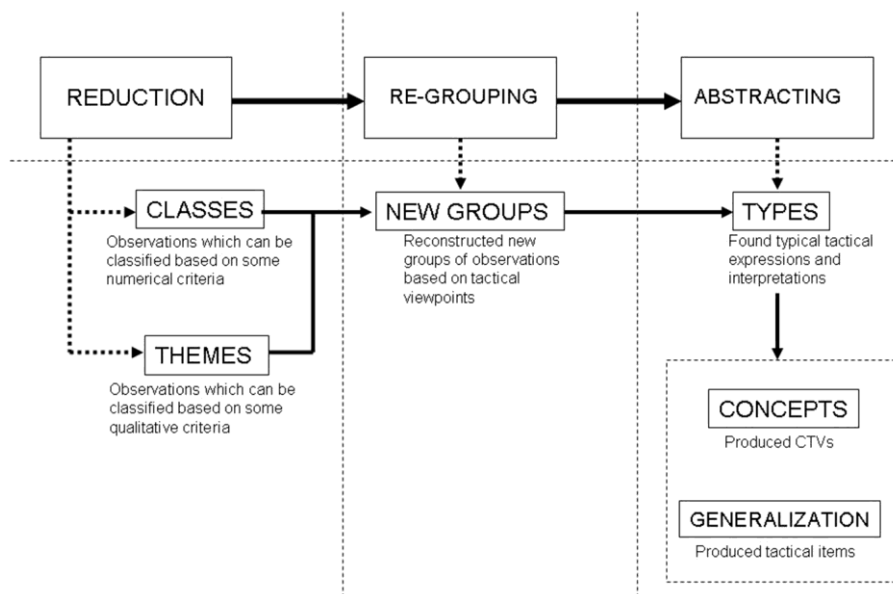 REDUCTION
RE-GROUPING
ABSTRACTING
CLASSES
Observations which can be
classified based on some
numerical criteria
THEMES
Observations which can be
classified based on some
qualitative criteria
NEW GROUPS
Reconstructed new
groups of observations
based on tactical
viewpoints
TYPES
Found typical tactical
expressions and
interpretations
CONCEPTS
Produced CTVs
GENERALIZATION
Produced tactical items